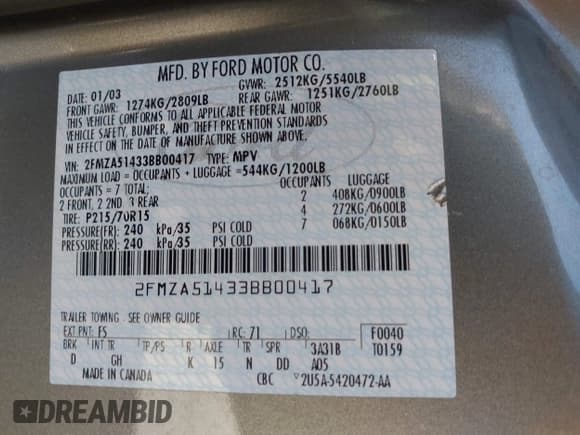 MFD. BY FORD MOTOR CO.
DATE: 01/03 GVWR: 2512KG/5540LB
FRONT GAWR: 1274KG/2809LB REAR GAWR: 1251KG/2760LB
THIS VEHICLE CONFORMS TO ALL APPLICABLE FEDERAL MOTOR
VEHICLE SAFETY, BUMPER, AND THEFT PREVENTION STANDARDS
IN EFFECT ON THE DATE OF MANUFACTURE SHOWN ABOVE.
VIN: 2FMZA51433BB00417 TYPE: MPV
MAXIMUM LOAD = OCCUPANTS + LUGGAGE = 544KG/1200LB
OCCUPANTS = 7 TOTAL: OCCUPANTS LUGGAGE
2 FRONT, 2 2ND, 3 REAR 2 408KG/0900LB
TIRE: P215/70R15 4 272KG/0600LB
PRESSURE(FR): 240 kPa/35 PSI COLD 7 068KG/0150LB
PRESSURE(RR): 240 kPa/35 PSI COLD
2FMZA51433BB00417
TRAILER TOWING: SEE OWNER GUIDE
EXT PNT: FS RC: 71 DSO: F0040
BRK INT TR TP/PS R AXLE TR SPR 3A31B T0159
D GH K 15 N DD A05
MADE IN CANADA CBC 2U5A-5420472-AA
DREAMBID